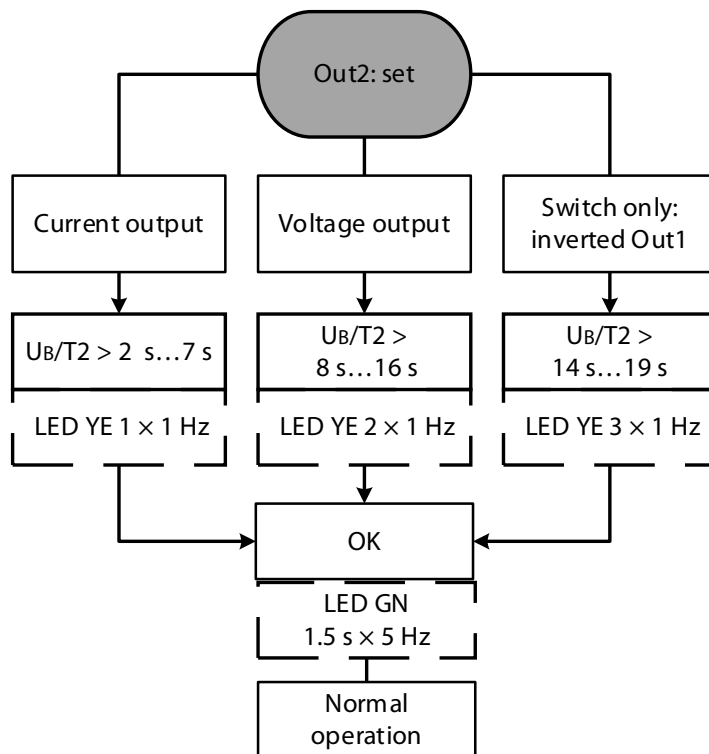 Out2: set
Current output
Voltage output
Switch only:
inverted Out1
UB/T2 > 2 s…7 s
UB/T2 >
8 s…16 s
UB/T2 >
14 s…19 s
LED YE 1 × 1 Hz
LED YE 2 × 1 Hz
LED YE 3 × 1 Hz
OK
LED GN
1.5 s × 5 Hz
Normal
operation